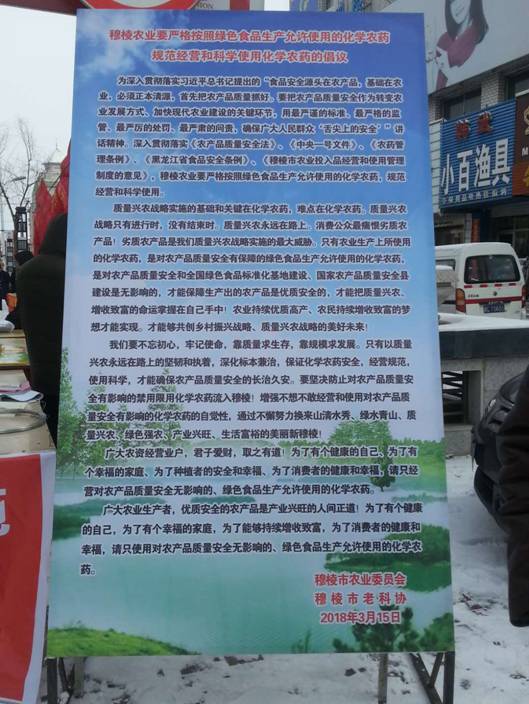 穆棱农业要严格按照绿色食品生产允许使用的化学农药
规范经营和科学使用化学农药的倡议
为深入贯彻落实习近平总书记提出的“食品安全源头在农产品，基础在农
业，必须正本清源，首先把农产品质量抓好。要把农产品质量安全作为转变农
业发展方式、加快现代农业建设的关键环节，用最严谨的标准、最严格的监
管、最严厉的处罚、最严肃的问责，确保广大人民群众“舌尖上的安全””讲
话精神。深入贯彻落实《农产品质量安全法》、《中央一号文件》、《农药管
理条例》、《黑龙江省食品安全条例》、《穆棱市农业投入品经营和使用管理
制度的意见》，穆棱农业要严格按照绿色食品生产允许使用的化学农药，规范
经营和科学使用。
质量兴农战略实施的基础和关键在化学农药，难点在化学农药。质量兴农
战略只有进行时，没有结束时。质量兴农永远在路上。消费公众最痛恨劣质农
产品！劣质农产品是我们质量兴农战略实施的最大威胁。只有农业生产上所使用
的化学农药，是对农产品质量安全有保障的绿色食品生产允许使用的化学农药，
是对农产品质量安全和全国绿色食品标准化基地建设、国家农产品质量安全县
建设是无影响的，才能保障生产出的农产品是优质安全的，才能把质量兴农、
增收致富的命运掌握在自己手中！农业持续优质高产、农民持续增收致富的梦
想才能实现。才能够共创乡村振兴战略、质量兴农战略的美好未来！
我们要不忘初心，牢记使命，靠质量求生存，靠规模求发展。只有以质量
兴农永远在路上的坚韧和执着，深化标本兼治，保证化学农药安全，经营规范，
使用科学，才能确保农产品质量安全的长治久安。要坚决防止对农产品质量安
全有影响的禁用限用化学农药流入穆棱！增强不想不敢经营和使用对农产品质
量安全有影响的化学农药的自觉性，通过不懈努力换来山清水秀、绿水青山、质
量兴农、绿色强农、产业兴旺、生活富裕的美丽新穆棱！
广大农资经营业户，君子爱财，取之有道！为了有个健康的自己、为了有
个幸福的家庭、为了种植者的安全和幸福、为了消费者的健康和幸福，请只经
营对农产品质量安全无影响的、绿色食品生产允许使用的化学农药。
广大农业生产者，优质安全的农产品是产业兴旺的人间正道！为了有个健康
的自己，为了有个幸福的家庭，为了能够持续增收致富，为了消费者的健康和
幸福，请只使用对农产品质量安全无影响的、绿色食品生产允许使用的化学农
药。
穆棱市农业委员会
穆棱市老科协
2018年3月15日
小百渔具